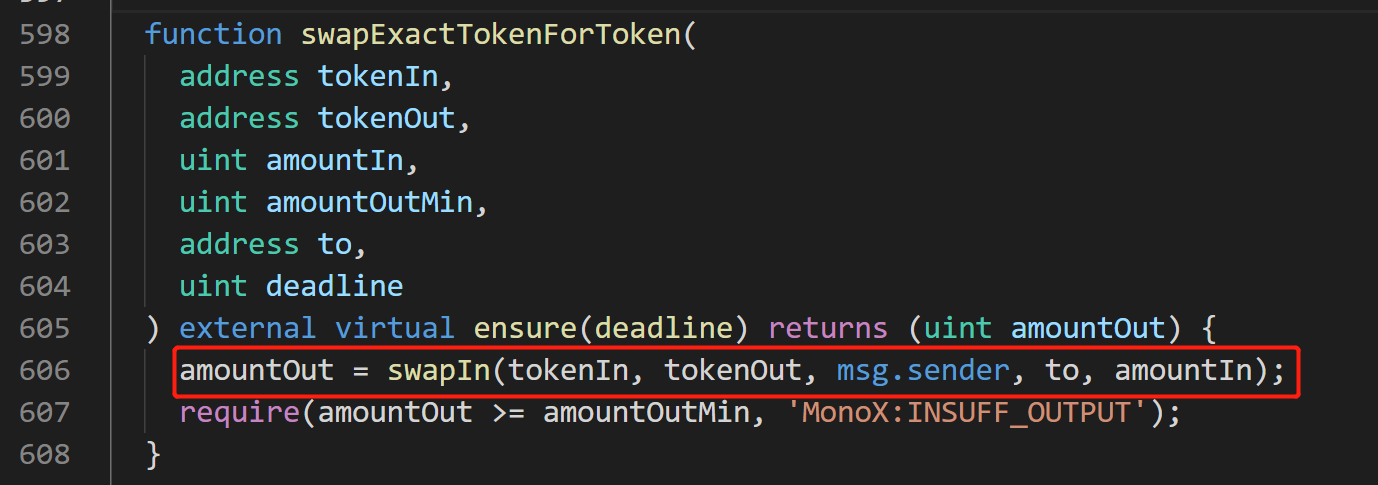 598 function swapExactTokenForToken(
599 address tokenIn,
600 address tokenOut,
601 uint amountIn,
602 uint amountOutMin,
603 address to,
604 uint deadline
605 ) external virtual ensure(deadline) returns (uint amountOut) {
606 amountOut = swapIn(tokenIn, tokenOut, msg.sender, to, amountIn);
607 require(amountOut >= amountOutMin, 'MonoX:INSUFF_OUTPUT');
608 }